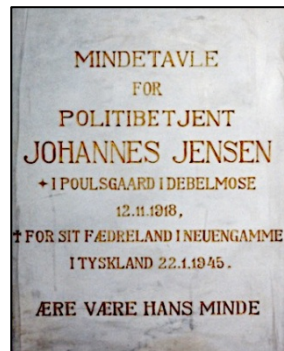 MINDETAVLE
FOR
POLITIBETJENT
JOHANNES JENSEN
+ I POULSGAARD I DEBELMOSE
12.11.1918,
† FOR SIT FÆDRELAND I NEUENGAMME
I TYSKLAND 22.1.1945.
ÆRE VÆRE HANS MINDE